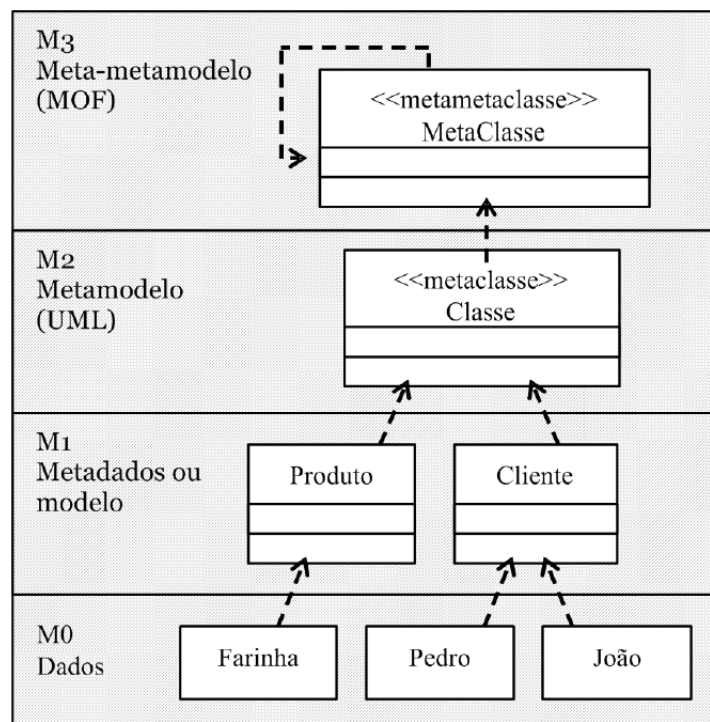 M3
Meta-metamodelo
(MOF)
<<metametaclasse>>
MetaClasse
M2
Metamodelo
(UML)
<<metaclasse>>
Classe
M1
Metadados ou
modelo
Produto
Cliente
M0
Dados
Farinha
Pedro
João